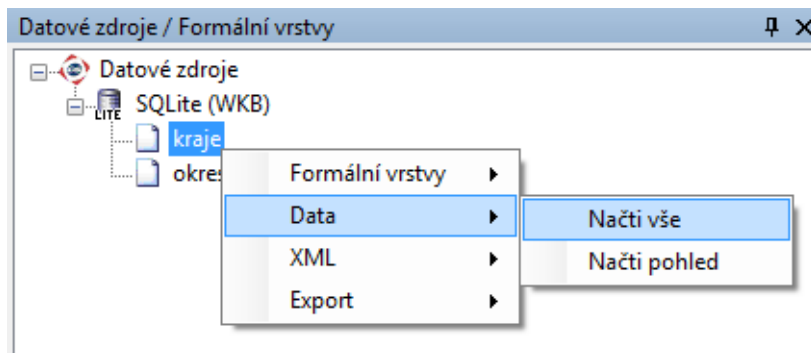 Datové zdroje / Formální vrstvy
Datové zdroje
SQLite (WKB)
LITE
kraje
okres
Formální vrstvy
Data
XML
Export
Načti vše
Načti pohled